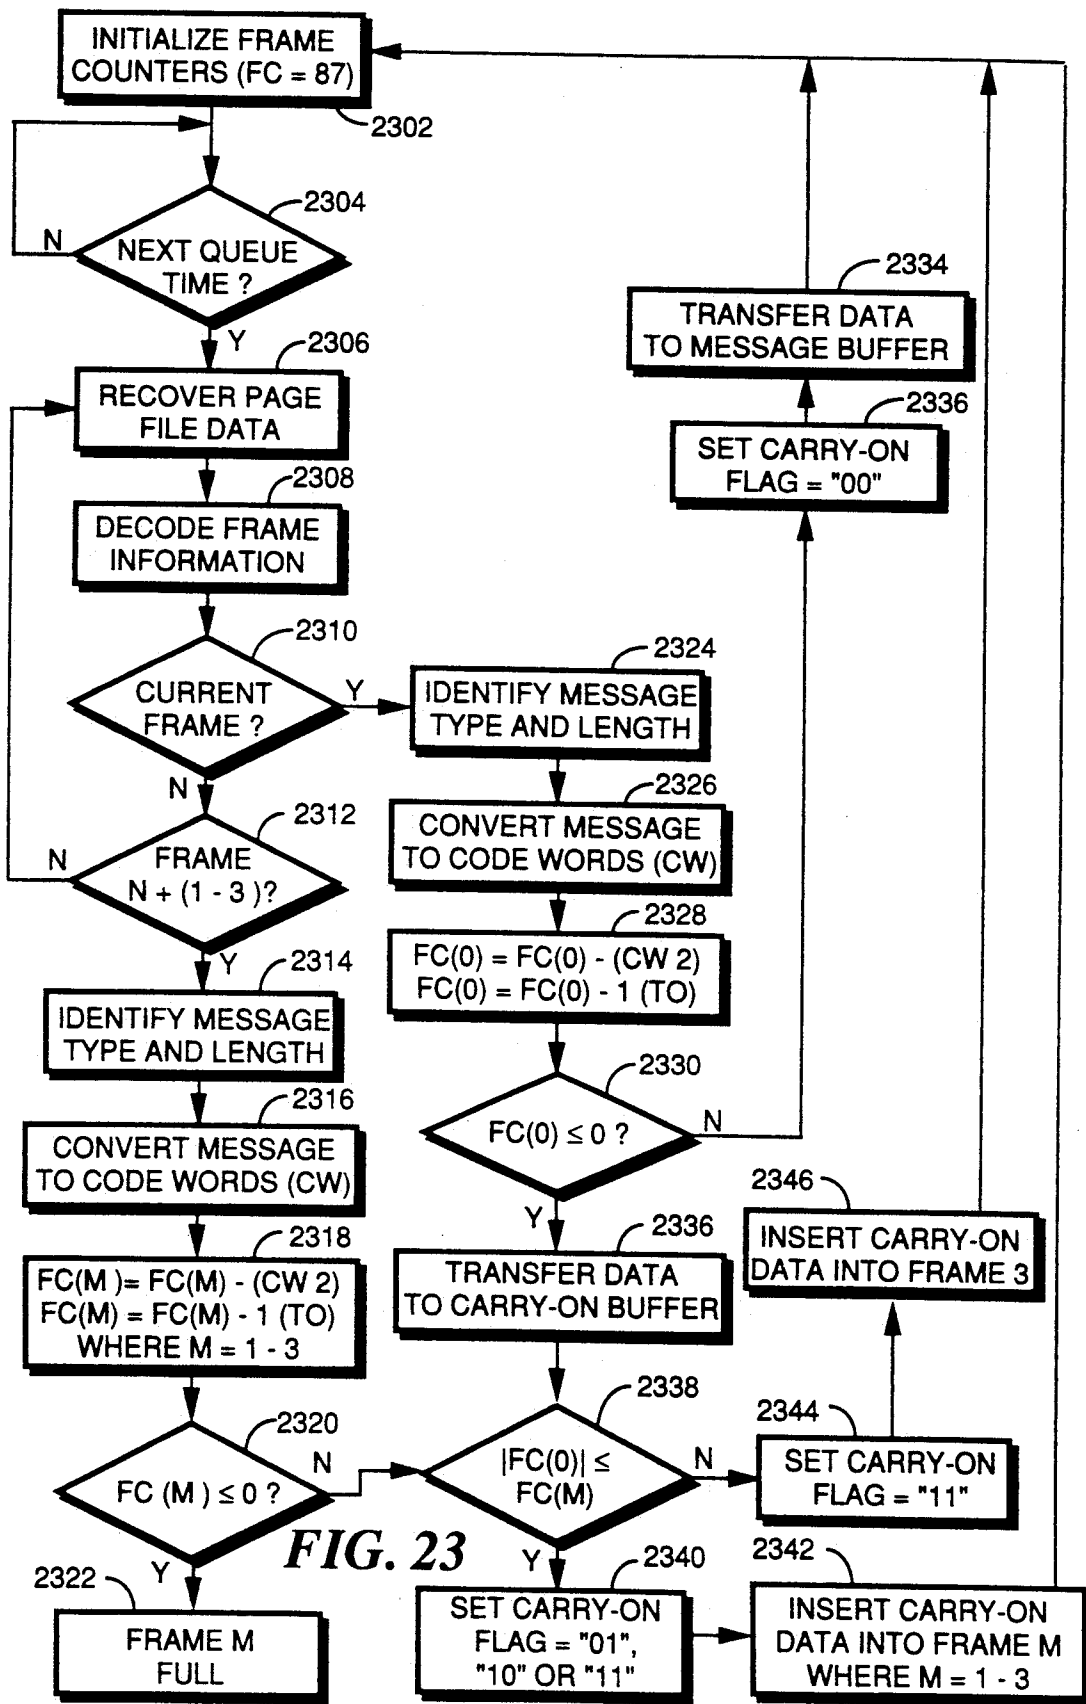 INITIALIZE FRAME
COUNTERS (FC = 87)
2302
2304
N
NEXT QUEUE
TIME ?
Y
2306
RECOVER PAGE
FILE DATA
2308
DECODE FRAME
INFORMATION
2310
CURRENT
FRAME ?
Y
N
2312
FRAME
N + (1 - 3 )?
N
Y
2314
IDENTIFY MESSAGE
TYPE AND LENGTH
2316
CONVERT MESSAGE
TO CODE WORDS (CW)
2318
FC(M )= FC(M) - (CW 2)
FC(M) = FC(M) - 1 (TO)
WHERE M = 1 - 3
2320
FC (M ) ≤ 0 ?
N
Y
2322
FRAME M
FULL
2324
IDENTIFY MESSAGE
TYPE AND LENGTH
2326
CONVERT MESSAGE
TO CODE WORDS (CW)
2328
FC(0) = FC(0) - (CW 2)
FC(0) = FC(0) - 1 (TO)
2330
FC(0) ≤ 0 ?
N
Y
2334
TRANSFER DATA
TO MESSAGE BUFFER
2336
SET CARRY-ON
FLAG = "00"
2336
TRANSFER DATA
TO CARRY-ON BUFFER
2338
|FC(0)| ≤
FC(M)
N
Y
2340
SET CARRY-ON
FLAG = "01",
"10" OR "11"
2342
INSERT CARRY-ON
DATA INTO FRAME M
WHERE M = 1 - 3
2344
SET CARRY-ON
FLAG = "11"
2346
INSERT CARRY-ON
DATA INTO FRAME 3
FIG. 23